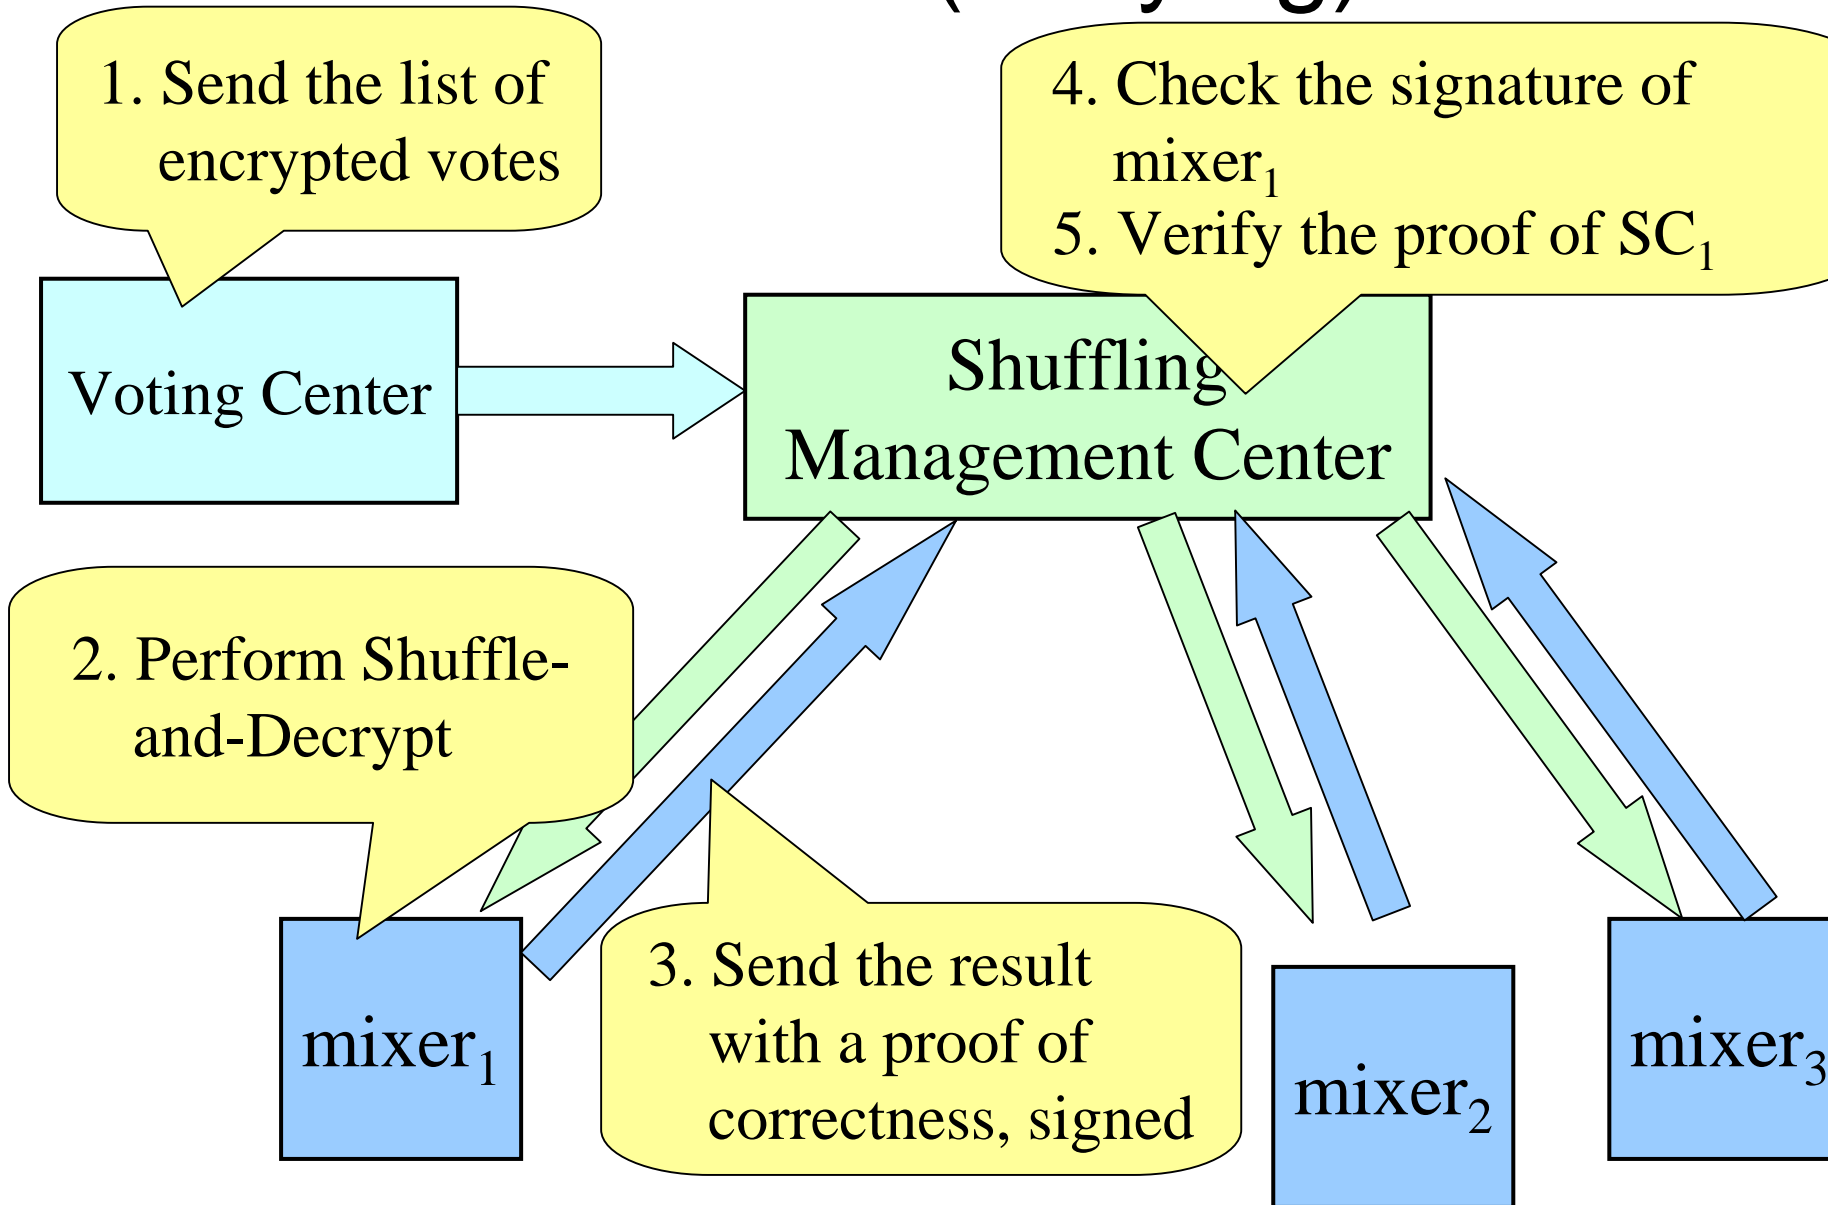 1. Send the list of
encrypted votes
4. Check the signature of
mixer₁
5. Verify the proof of SC₁
Voting Center
Shuffling
Management Center
2. Perform Shuffle-
and-Decrypt
3. Send the result
with a proof of
correctness, signed
mixer₁
mixer₂
mixer₃